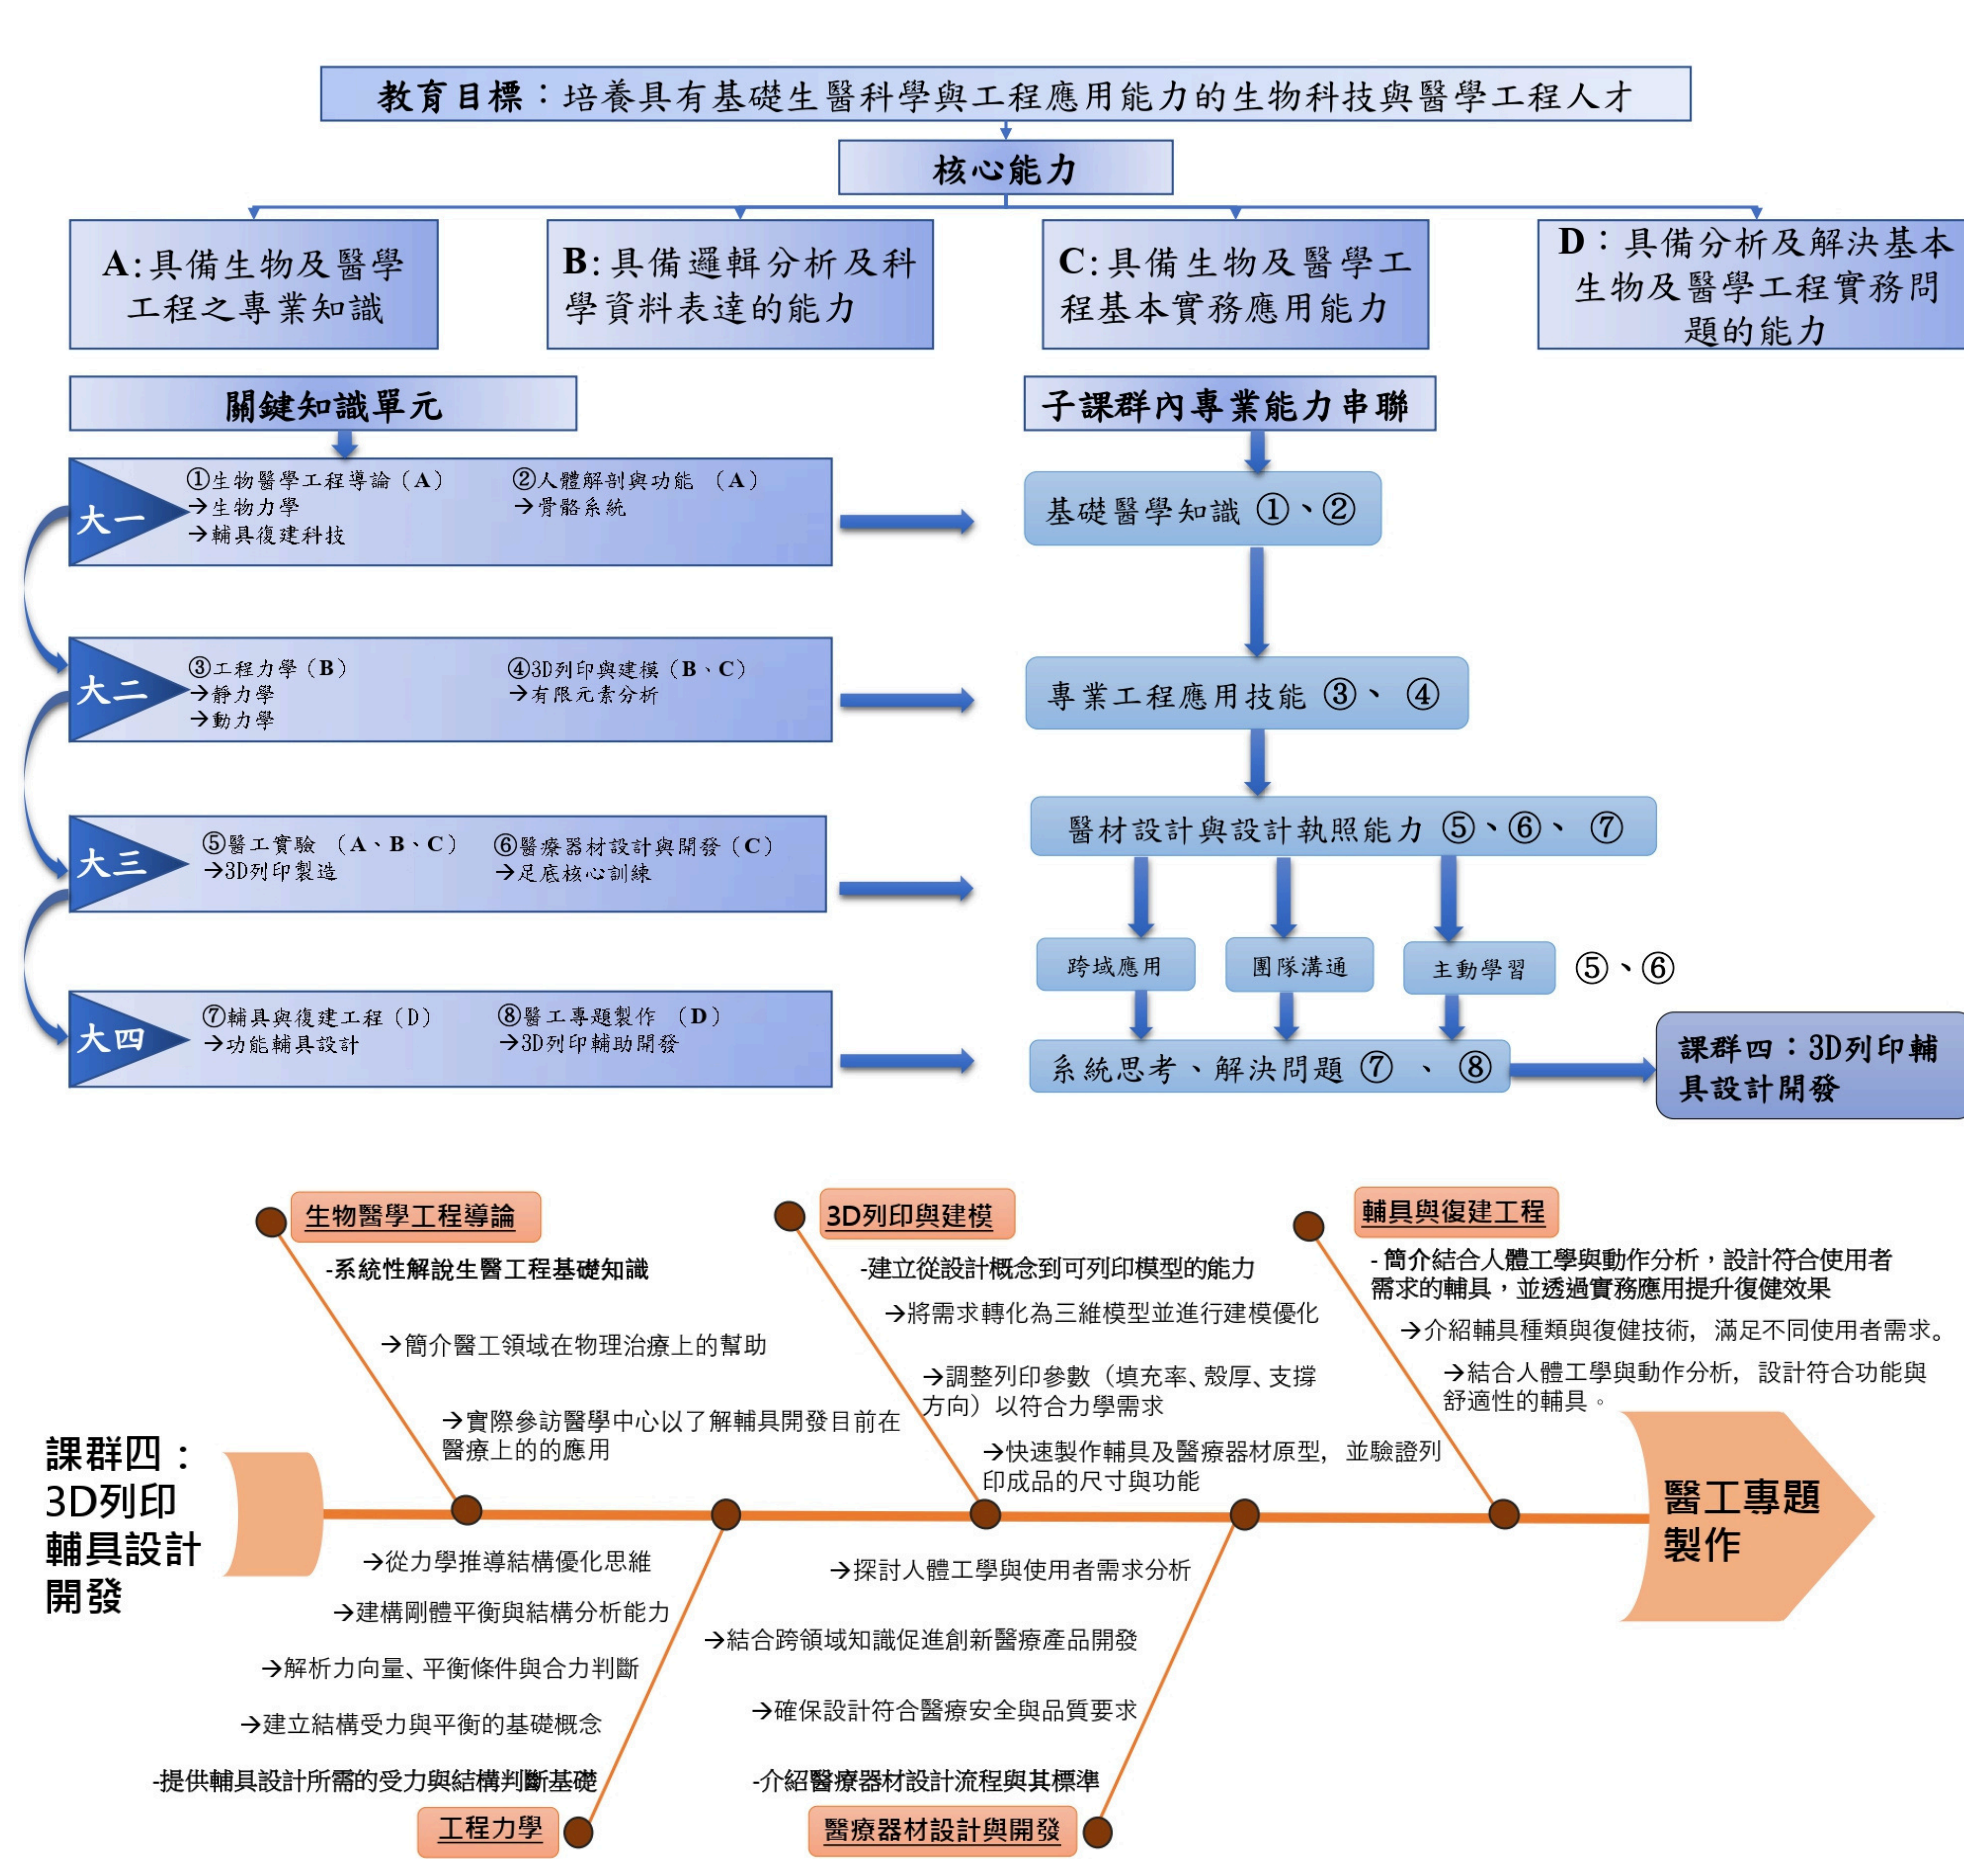 教育目標：培養具有基礎生醫科學與工程應用能力的生物科技與醫學工程人才
核心能力
A:具備生物及醫學
工程之專業知識
B:具備邏輯分析及科
學資料表達的能力
C:具備生物及醫學工
程基本實務應用能力
D：具備分析及解決基本
生物及醫學工程實務問
題的能力
關鍵知識單元
子課群內專業能力串聯
大一
①生物醫學工程導論（A）
→生物力學
→輔具復建科技
②人體解剖與功能 （A）
→骨骼系統
基礎醫學知識 ①、②
大二
③工程力學（B）
→靜力學
→動力學
④3D列印與建模（B、C）
→有限元素分析
專業工程應用技能 ③、 ④
大三
⑤醫工實驗 （A、B、C）
→3D列印製造
⑥醫療器材設計與開發（C）
→足底核心訓練
醫材設計與設計執照能力 ⑤、⑥、 ⑦
跨域應用
團隊溝通
主動學習
⑤、⑥
大四
⑦輔具與復建工程（D）
→功能輔具設計
⑧醫工專題製作 （D）
→3D列印輔助開發
系統思考、解決問題 ⑦ 、 ⑧
課群四：3D列印輔
具設計開發
生物醫學工程導論
-系統性解說生醫工程基礎知識
→簡介醫工領域在物理治療上的幫助
→實際參訪醫學中心以了解輔具開發目前在
醫療上的的應用
3D列印與建模
-建立從設計概念到可列印模型的能力
→將需求轉化為三維模型並進行建模優化
→調整列印參數（填充率、殼厚、支撐
方向）以符合力學需求
→快速製作輔具及醫療器材原型，並驗證列
印成品的尺寸與功能
輔具與復建工程
- 簡介結合人體工學與動作分析，設計符合使用者
需求的輔具，並透過實務應用提升復健效果
→介紹輔具種類與復健技術，滿足不同使用者需求。
→結合人體工學與動作分析，設計符合功能與
舒適性的輔具。
課群四：
3D列印
輔具設計
開發
醫工專題
製作
→從力學推導結構優化思維
→建構剛體平衡與結構分析能力
→解析力向量、平衡條件與合力判斷
→建立結構受力與平衡的基礎概念
-提供輔具設計所需的受力與結構判斷基礎
工程力學
→探討人體工學與使用者需求分析
→結合跨領域知識促進創新醫療產品開發
→確保設計符合醫療安全與品質要求
-介紹醫療器材設計流程與其標準
醫療器材設計與開發